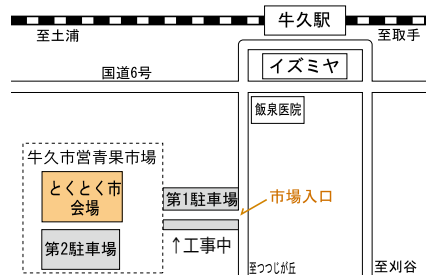 牛久駅
至土浦
至取手
イズミヤ
国道6号
飯泉医院
牛久市営青果市場
とくとく市
会場
第1駐車場
市場入口
第2駐車場
↑工事中
至つつじが丘
至刈谷